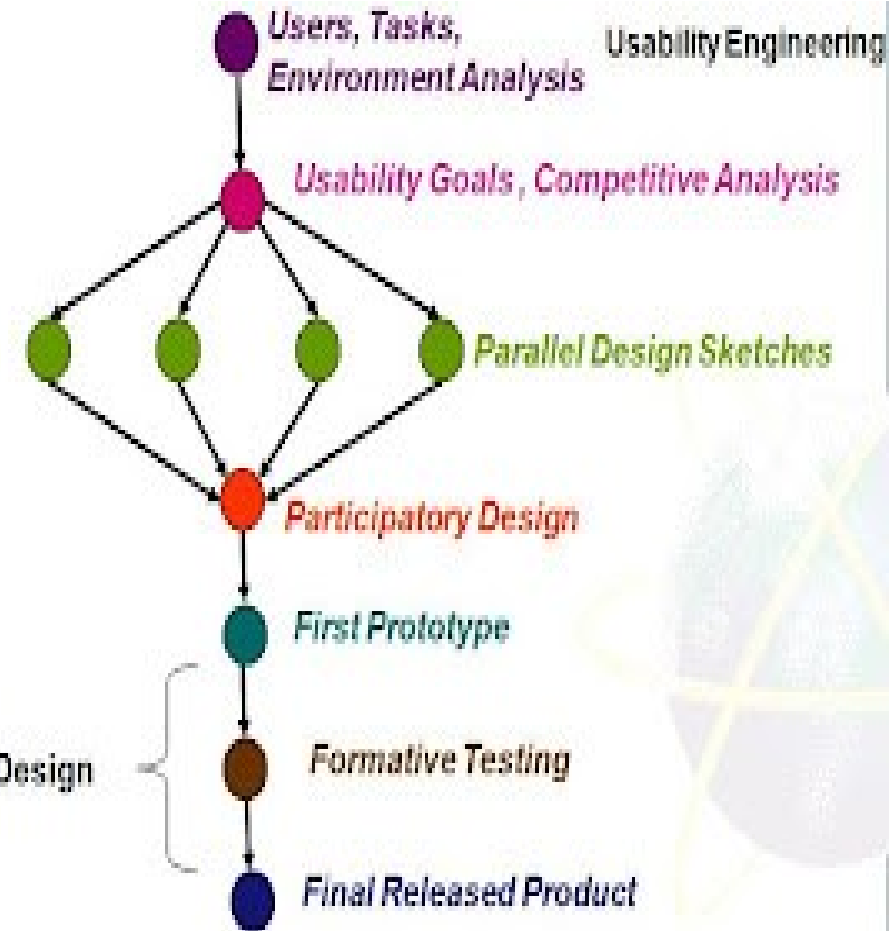 Users, Tasks,
Environment Analysis
Usability Engineering
Usability Goals, Competitive Analysis
Parallel Design Sketches
Participatory Design
First Prototype
Formative Testing
Design
Final Released Product